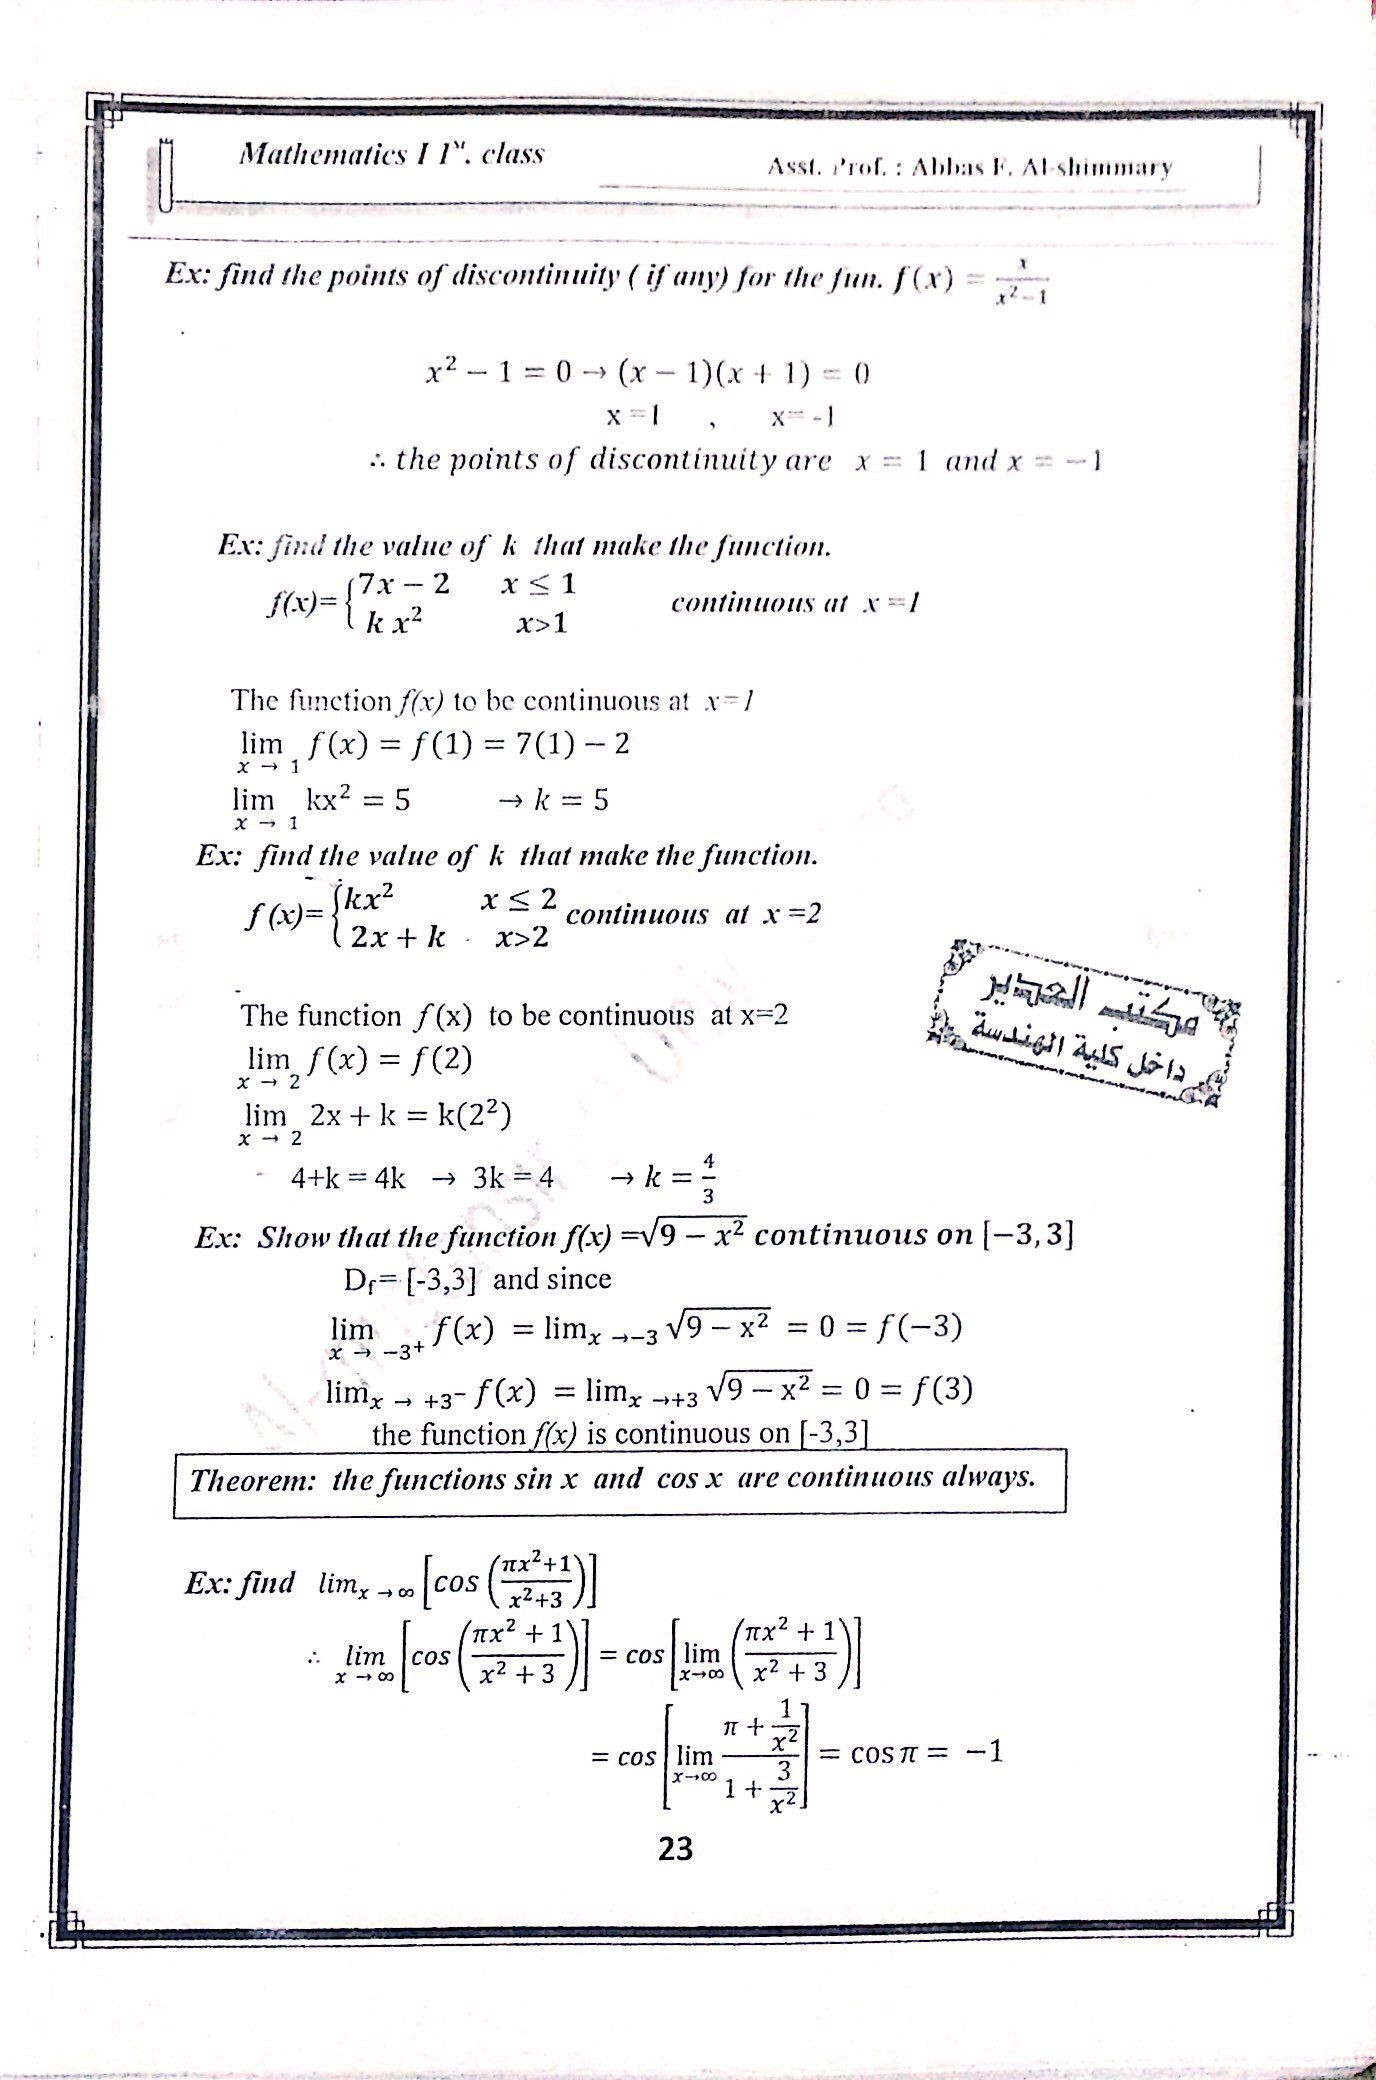 Mathematics I 1st. class
Asst. Prof. : Abbas F. Al-shimmary
Ex: find the points of discontinuity ( if any) for the fun. f(x) = x/(x²−1)
x² − 1 = 0 → (x − 1)(x + 1) = 0
x =1 , x= -1
∴ the points of discontinuity are x = 1 and x = −1
Ex: find the value of k that make the function.
f(x)={7x − 2 x ≤ 1
k x² x>1
continuous at x =1
The function f(x) to be continuous at x=1
lim x → 1 f(x) = f(1) = 7(1) − 2
lim x → 1 kx² = 5 → k = 5
Ex: find the value of k that make the function.
f (x)={kx² x ≤ 2
2x + k x>2
continuous at x =2
The function f(x) to be continuous at x=2
lim x → 2 f(x) = f(2)
lim x → 2 2x + k = k(2²)
4+k = 4k → 3k = 4 → k = 4/3
Ex: Show that the function f(x) =√(9 − x²) continuous on [−3,3]
Df= [-3,3] and since
lim x → −3⁺ f(x) = lim x →−3 √(9 − x²) = 0 = f(−3)
lim x → +3⁻ f(x) = lim x →+3 √(9 − x²) = 0 = f(3)
the function f(x) is continuous on [-3,3]
Theorem: the functions sin x and cos x are continuous always.
Ex: find lim x →∞ [cos ((πx²+1)/(x²+3))]
∴ lim x →∞ [cos ((πx² + 1)/(x² + 3))] = cos [lim x→∞ ((πx² + 1)/(x² + 3))]
= cos [lim x→∞ (π + 1/x²)/(1 + 3/x²)] = cos π = −1
23
مكتب الغدير
داخل كلية الهندسة